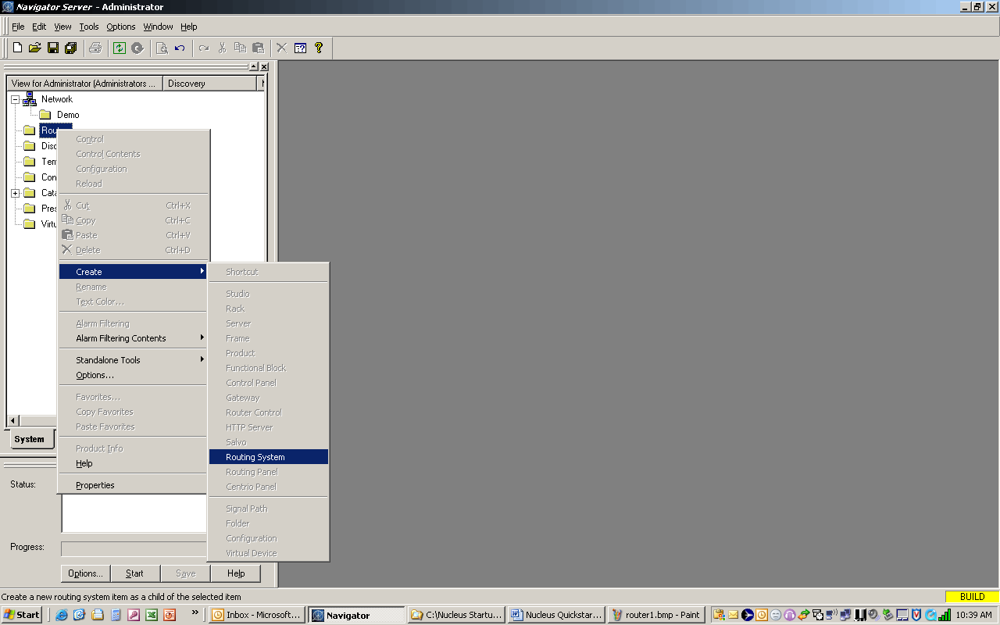 Navigator Server - Administrator
File Edit View Tools Options Window Help
View for Administrator (Administrators ... Discovery
Network
Demo
Rou
Disc
Tem
Con
Cata
Pres
Virtu
Control
Control Contents
Configuration
Reload
Cut Ctrl+X
Copy Ctrl+C
Paste Ctrl+V
Delete Ctrl+D
Create
Rename
Text Color...
Alarm Filtering
Alarm Filtering Contents
Standalone Tools
Options...
Favorites...
Copy Favorites
Paste Favorites
Product Info
Help
Properties
Shortcut
Studio
Rack
Server
Frame
Product
Functional Block
Control Panel
Gateway
Router Control
HTTP Server
Salvo
Routing System
Routing Panel
Centrio Panel
Signal Path
Folder
Configuration
Virtual Device
System
Status:
Progress:
Options... Start Save Help
Create a new routing system item as a child of the selected item
BUILD
Start » Inbox - Microsoft... Navigator C:\Nucleus Startu... Nucleus Quickstar... router1.bmp - Paint 10:39 AM